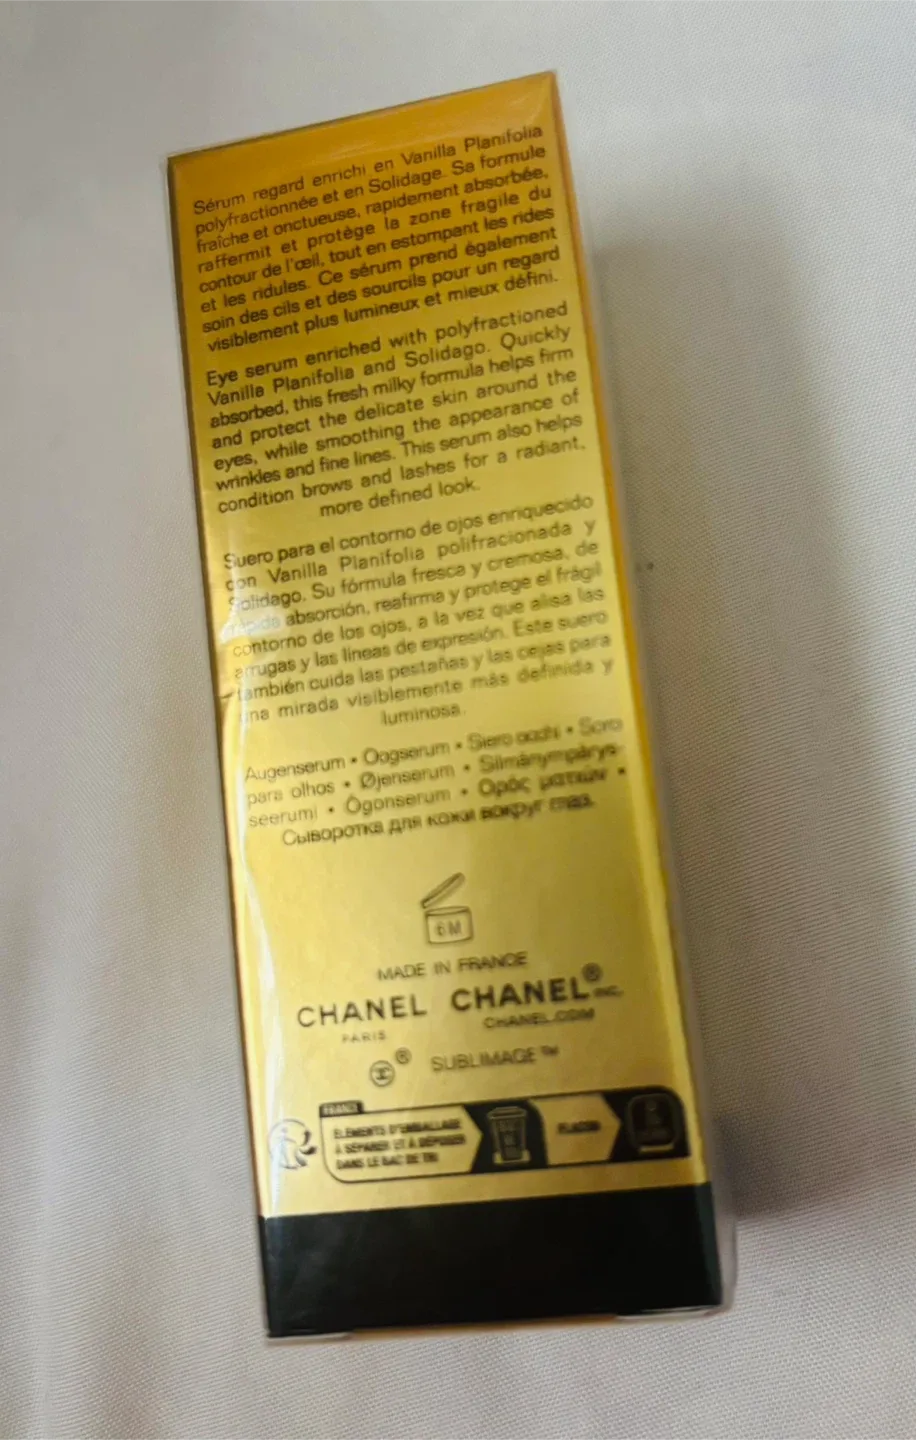 Sérum regard enrichi en Vanilla Planifolia
polyfractionnée et en Solidage. Sa formule
fraîche et onctueuse, rapidement absorbée,
raffermit et protège la zone fragile du
contour de l'œil, tout en estompant les rides
et les ridules. Ce sérum prend également
soin des cils et des sourcils pour un regard
visiblement plus lumineux et mieux défini.
Eye serum enriched with polyfractioned
Vanilla Planifolia and Solidago. Quickly
absorbed, this fresh milky formula helps firm
and protect the delicate skin around the
eyes, while smoothing the appearance of
wrinkles and fine lines. This serum also helps
condition brows and lashes for a radiant,
more defined look.
Suero para el contorno de ojos enriquecido
con Vanilla Planifolia polifracionada y
Solidago. Su fórmula fresca y cremosa, de
rápida absorción, reafirma y protege el frágil
contorno de los ojos, a la vez que alisa las
arrugas y las líneas de expresión. Este suero
también cuida las pestañas y las cejas para
una mirada visiblemente más definida y
luminosa.
Augenserum • Oogserum • Siero occhi • Soro
para olhos • Øjenserum • Silmänympärys-
seerumi • Ögonserum • Ορός ματιών •
Сыворотка для кожи вокруг глаз.
6M
MADE IN FRANCE
CHANEL CHANEL® INC.
PARIS CHANEL.COM
® SUBLIMAGE™
FRANCE
ÉLÉMENTS D'EMBALLAGE
À SÉPARER ET À DÉPOSER
DANS LE BAC DE TRI